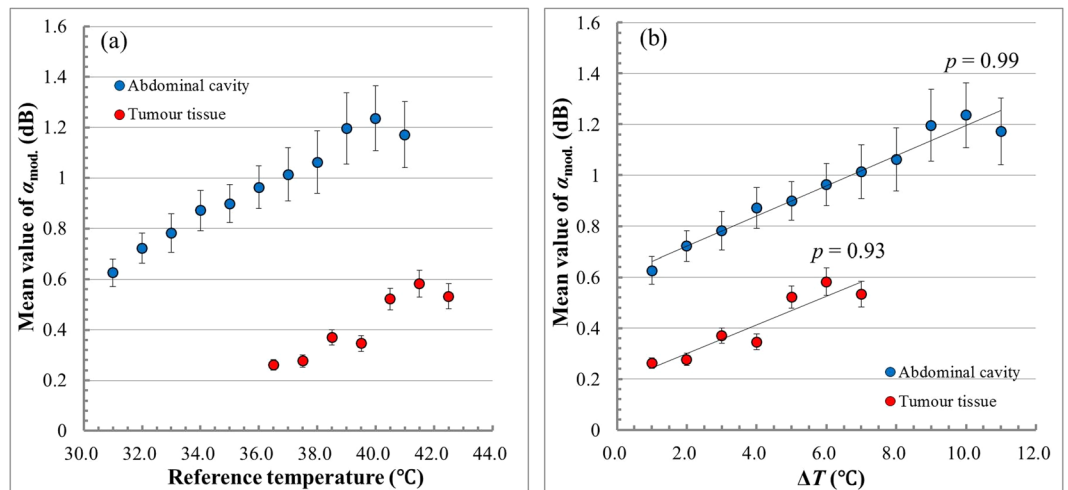 (a)
Abdominal cavity
Tumour tissue
Mean value of αmod. (dB)
1.6
1.4
1.2
1
0.8
0.6
0.4
0.2
0
30.0 32.0 34.0 36.0 38.0 40.0 42.0 44.0
Reference temperature (℃)
(b)
p = 0.99
p = 0.93
Abdominal cavity
Tumour tissue
Mean value of αmod. (dB)
1.6
1.4
1.2
1
0.8
0.6
0.4
0.2
0
0.0 2.0 4.0 6.0 8.0 10.0 12.0
ΔT (℃)